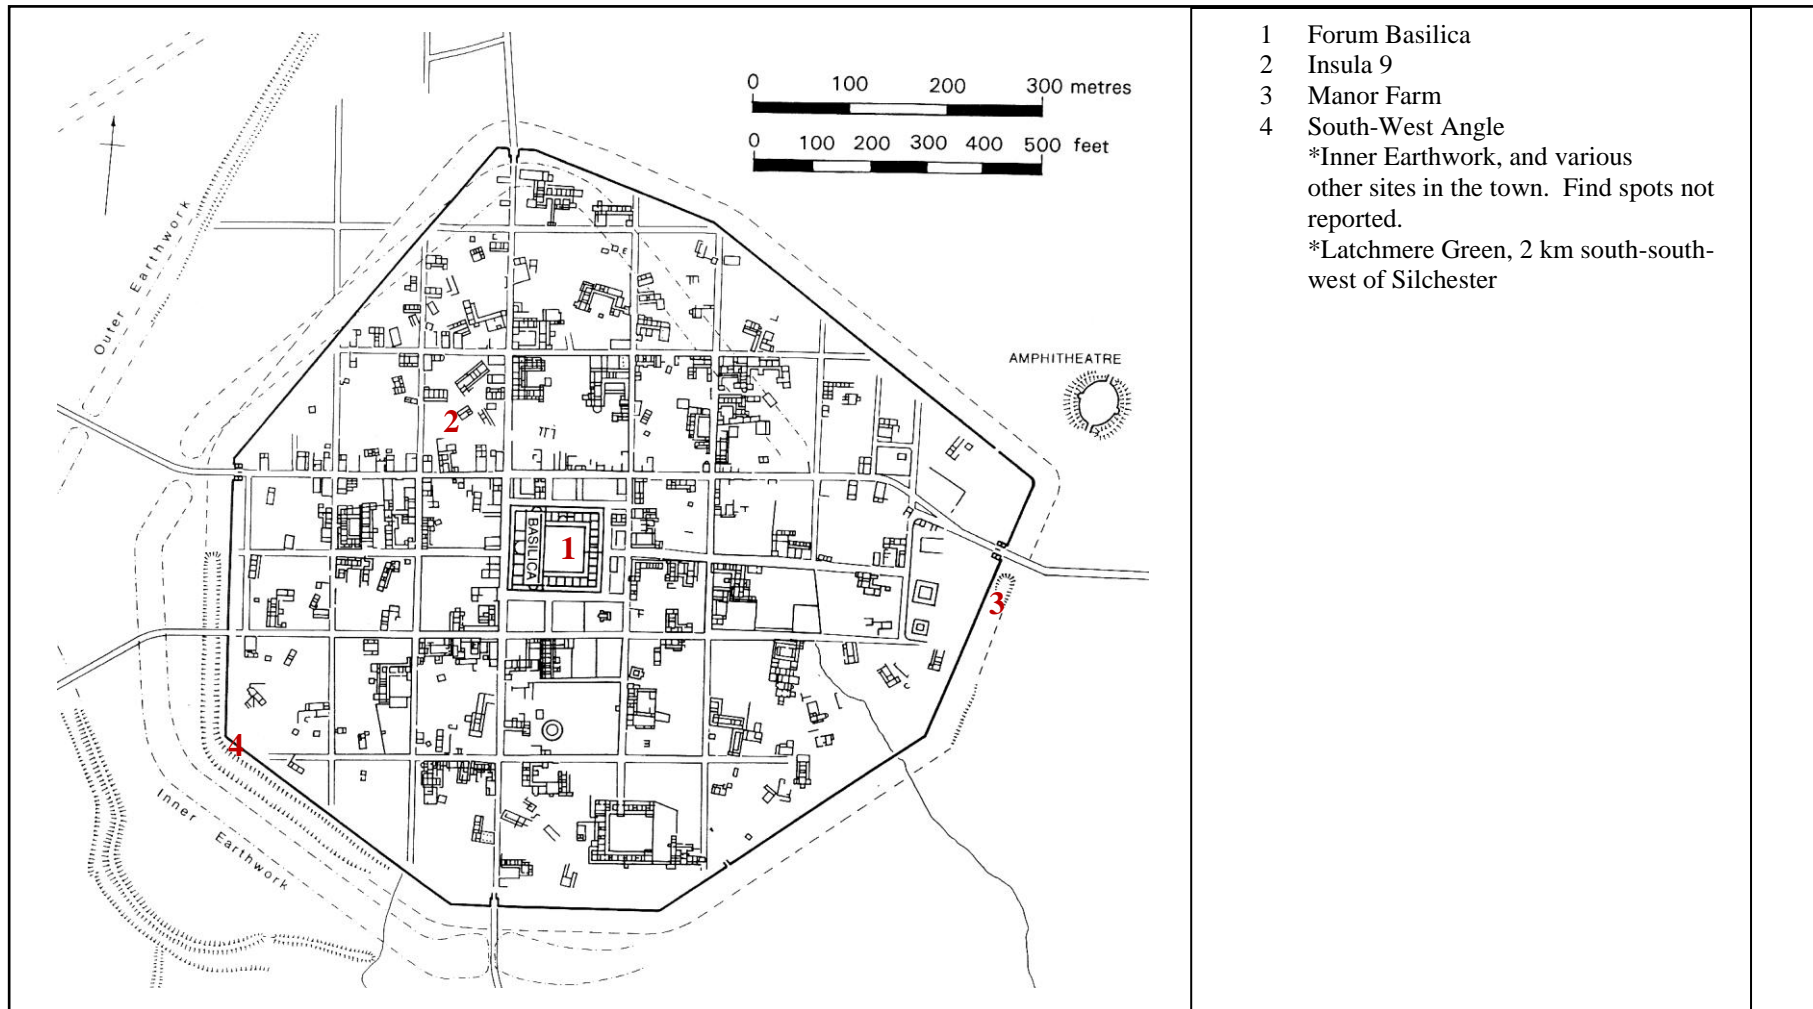 0 100 200 300 metres
0 100 200 300 400 500 feet
Outer Earthwork
AMPHITHEATRE
2
BASILICA
1
3
4
Inner Earthwork
1 Forum Basilica
2 Insula 9
3 Manor Farm
4 South-West Angle
*Inner Earthwork, and various
other sites in the town. Find spots not
reported.
*Latchmere Green, 2 km south-south-
west of Silchester